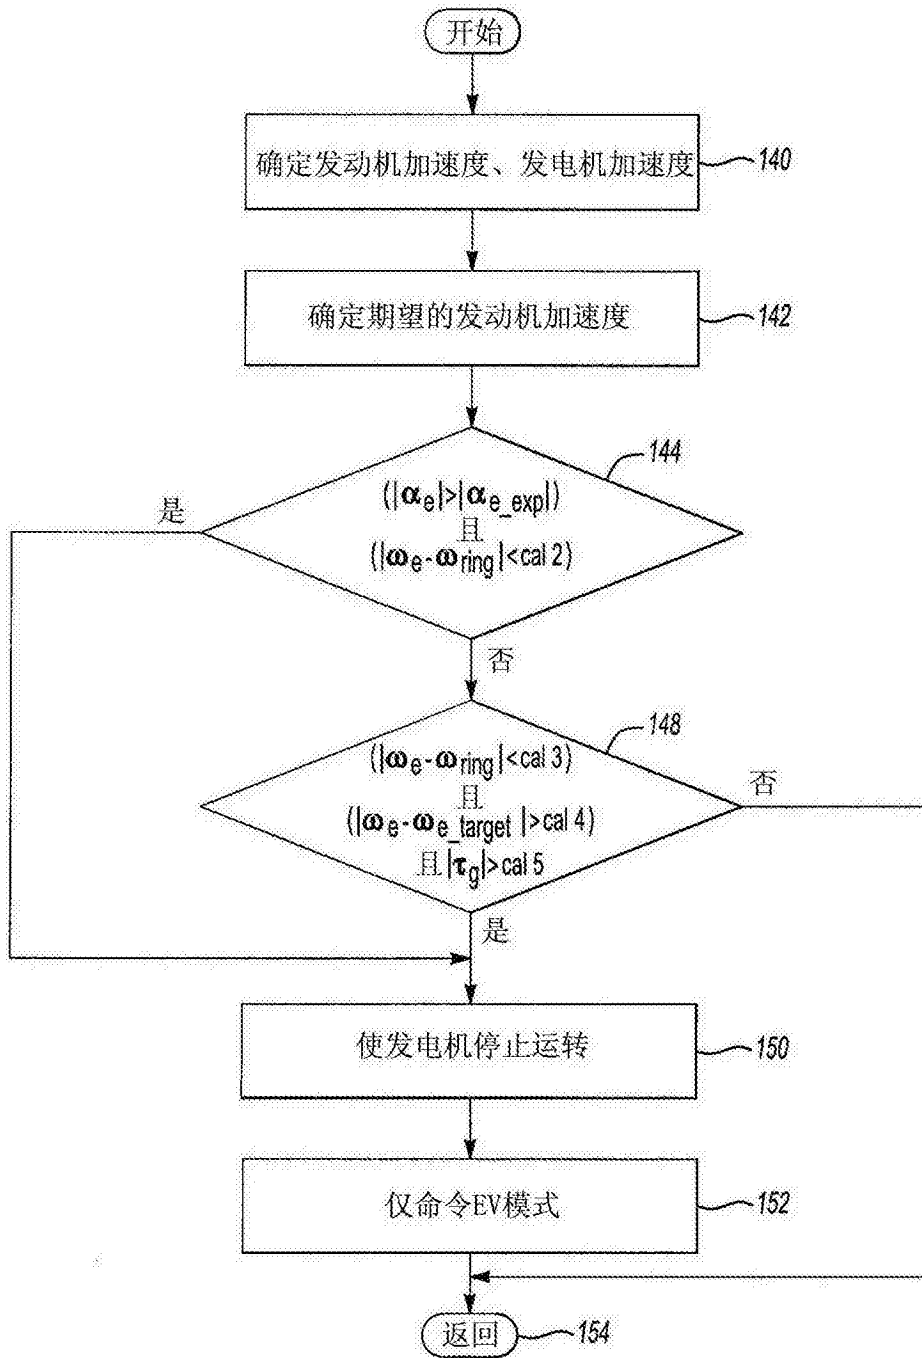 开始
确定发动机加速度、发电机加速度
140
确定期望的发动机加速度
142
144
(|αe|>|αe_exp|)
且
(|ωe-ωring|<cal 2)
是
否
148
(|ωe-ωring|<cal 3)
且
(|ωe-ωe_target|>cal 4)
且|τg|>cal 5
否
是
使发电机停止运转
150
仅命令EV模式
152
返回
154